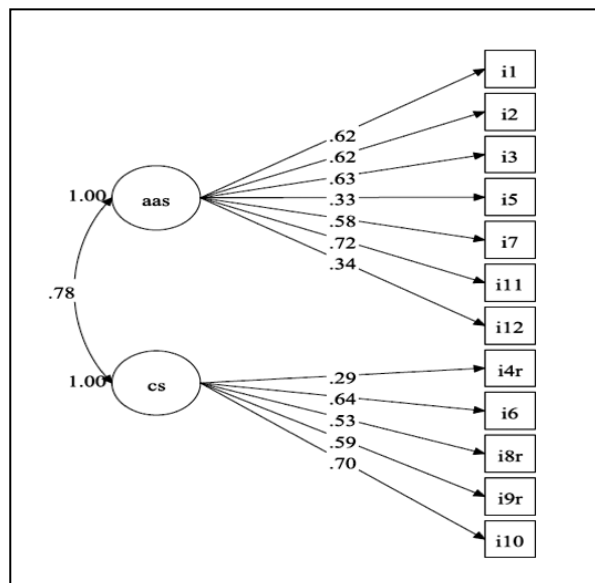 i1
i2
.62
i3
.62
.63
1.00
aas
.33
i5
.58
i7
.72
.34
i11
.78
i12
i4r
1.00
cs
.29
.64
i6
.53
i8r
.59
.70
i9r
i10